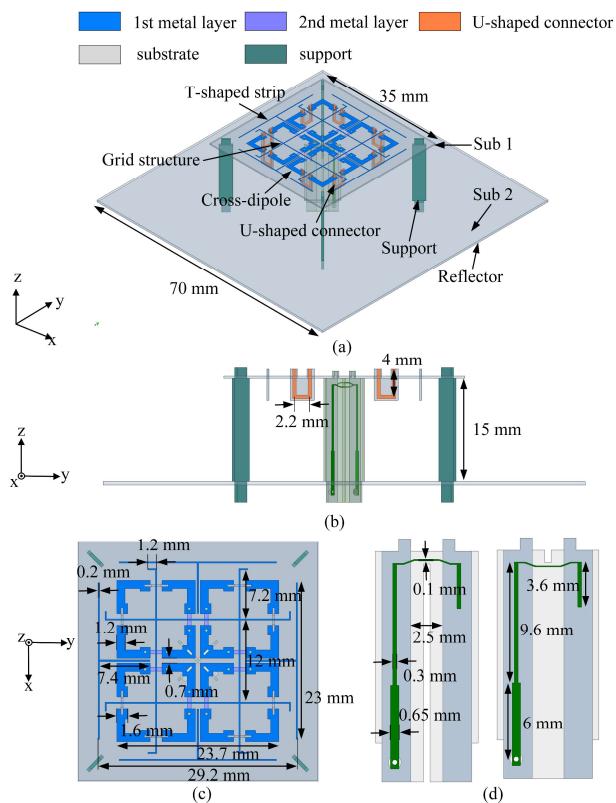 1st metal layer 2nd metal layer U-shaped connector
substrate support
T-shaped strip
35 mm
Grid structure
Sub 1
Cross-dipole
Sub 2
U-shaped connector
Support
Reflector
70 mm
z
y
x
(a)
4 mm
2.2 mm
15 mm
z
x
y
(b)
1.2 mm
0.2 mm
7.2 mm
1.2 mm
z
y
x
7.4 mm
12 mm
0.7 mm
23 mm
1.6 mm
23.7 mm
29.2 mm
(c)
0.1 mm
3.6 mm
2.5 mm
9.6 mm
0.3 mm
0.65 mm
6 mm
(d)